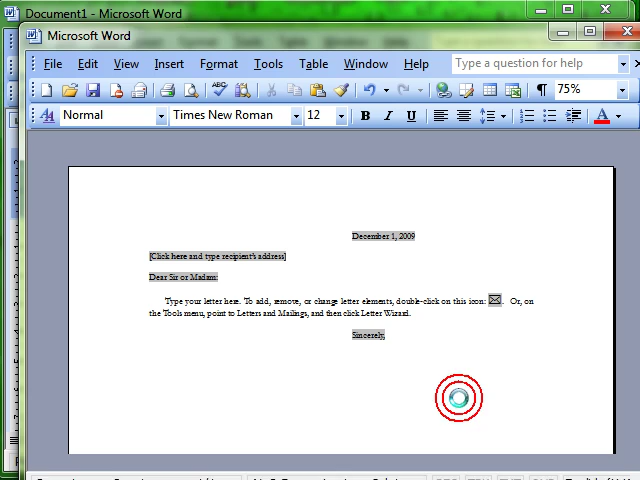 Document1 - Microsoft Word
Microsoft Word
File Edit View Insert Format Tools Table Window Help Type a question for help
75%
Normal Times New Roman 12 B I U A
December 1, 2009
[Click here and type recipient's address]
Dear Sir or Madam:
Type your letter here. To add, remove, or change letter elements, double-click on this icon: . Or, on
the Tools menu, point to Letters and Mailings, and then click Letter Wizard.
Sincerely,